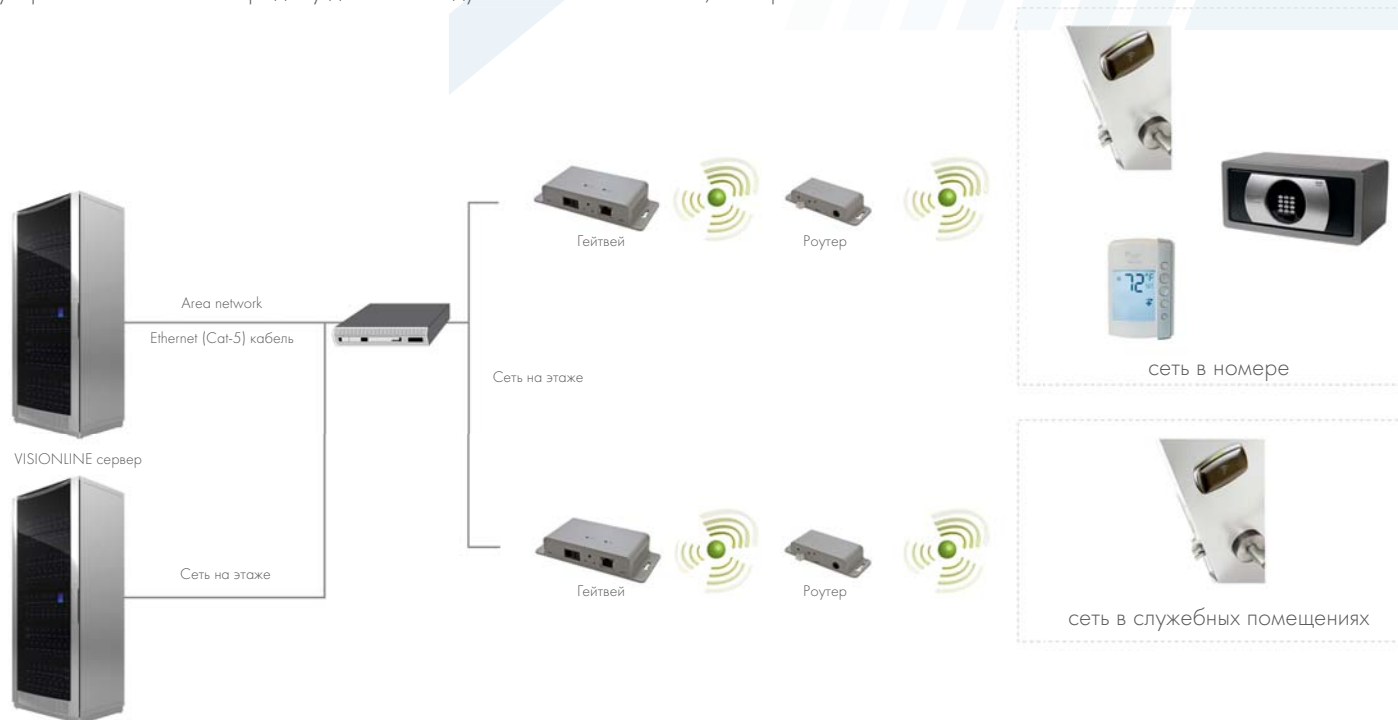 Гейтвей
Роутер
Area network
Ethernet (Cat-5) кабель
Сеть на этаже
72°F
сеть в номере
VISIONLINE сервер
Сеть на этаже
Гейтвей
Роутер
сеть в служебных помещениях